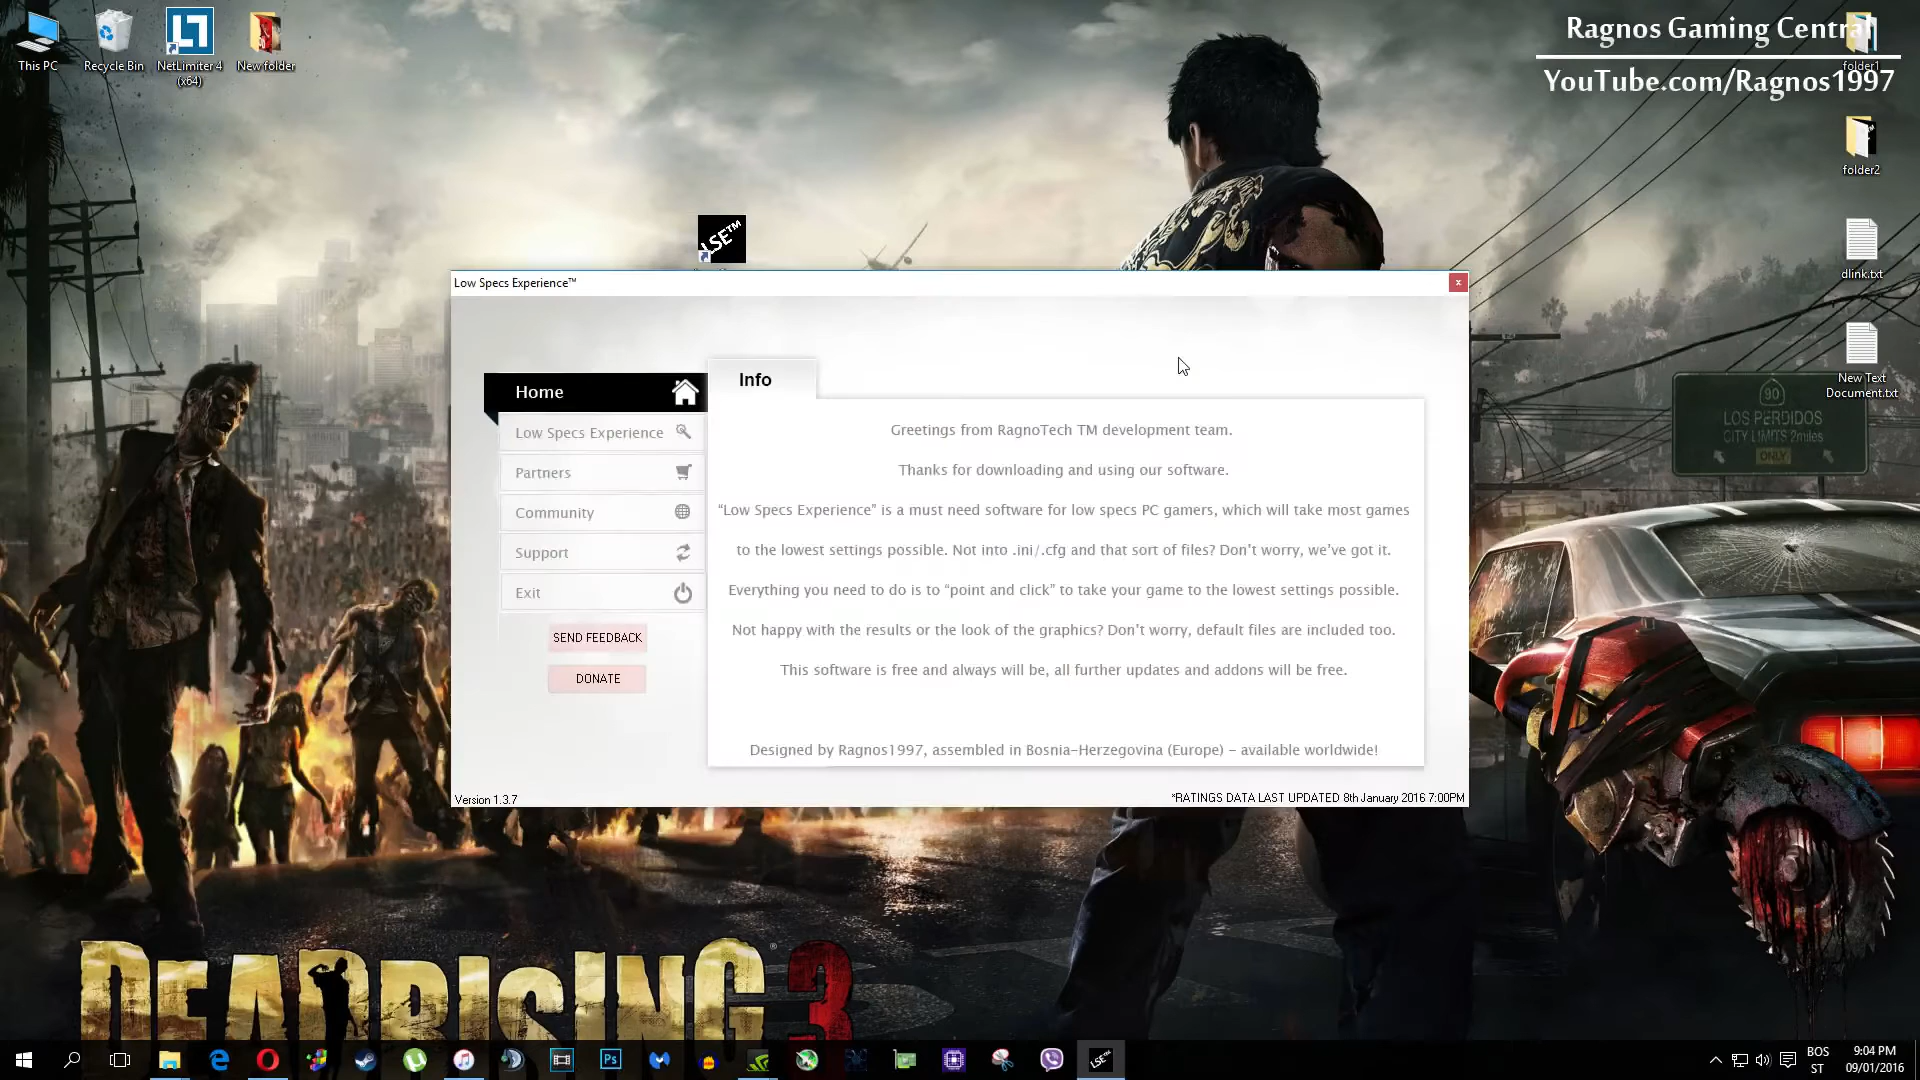 This PC
Recycle Bin
NetLimiter 4
(x64)
New folder
Ragnos Gaming Central
YouTube.com/Ragnos1997
folder1
folder2
dlink.txt
New Text
Document.txt
LSE™
Low Specs Experience™
x
Home
Low Specs Experience
Partners
Community
Support
Exit
SEND FEEDBACK
DONATE
Info
Greetings from RagnoTech TM development team.
Thanks for downloading and using our software.
“Low Specs Experience” is a must need software for low specs PC gamers, which will take most games
to the lowest settings possible. Not into .ini/.cfg and that sort of files? Don’t worry, we’ve got it.
Everything you need to do is to “point and click” to take your game to the lowest settings possible.
Not happy with the results or the look of the graphics? Don’t worry, default files are included too.
This software is free and always will be, all further updates and addons will be free.
Designed by Ragnos1997, assembled in Bosnia-Herzegovina (Europe) - available worldwide!
Version 1.3.7
*RATINGS DATA LAST UPDATED 8th January 2016 7:00PM
90
LOS PERDIDOS
CITY LIMITS 2miles
ONLY
DEADRISING 3
Ps
LSE™
BOS
ST
9:04 PM
09/01/2016